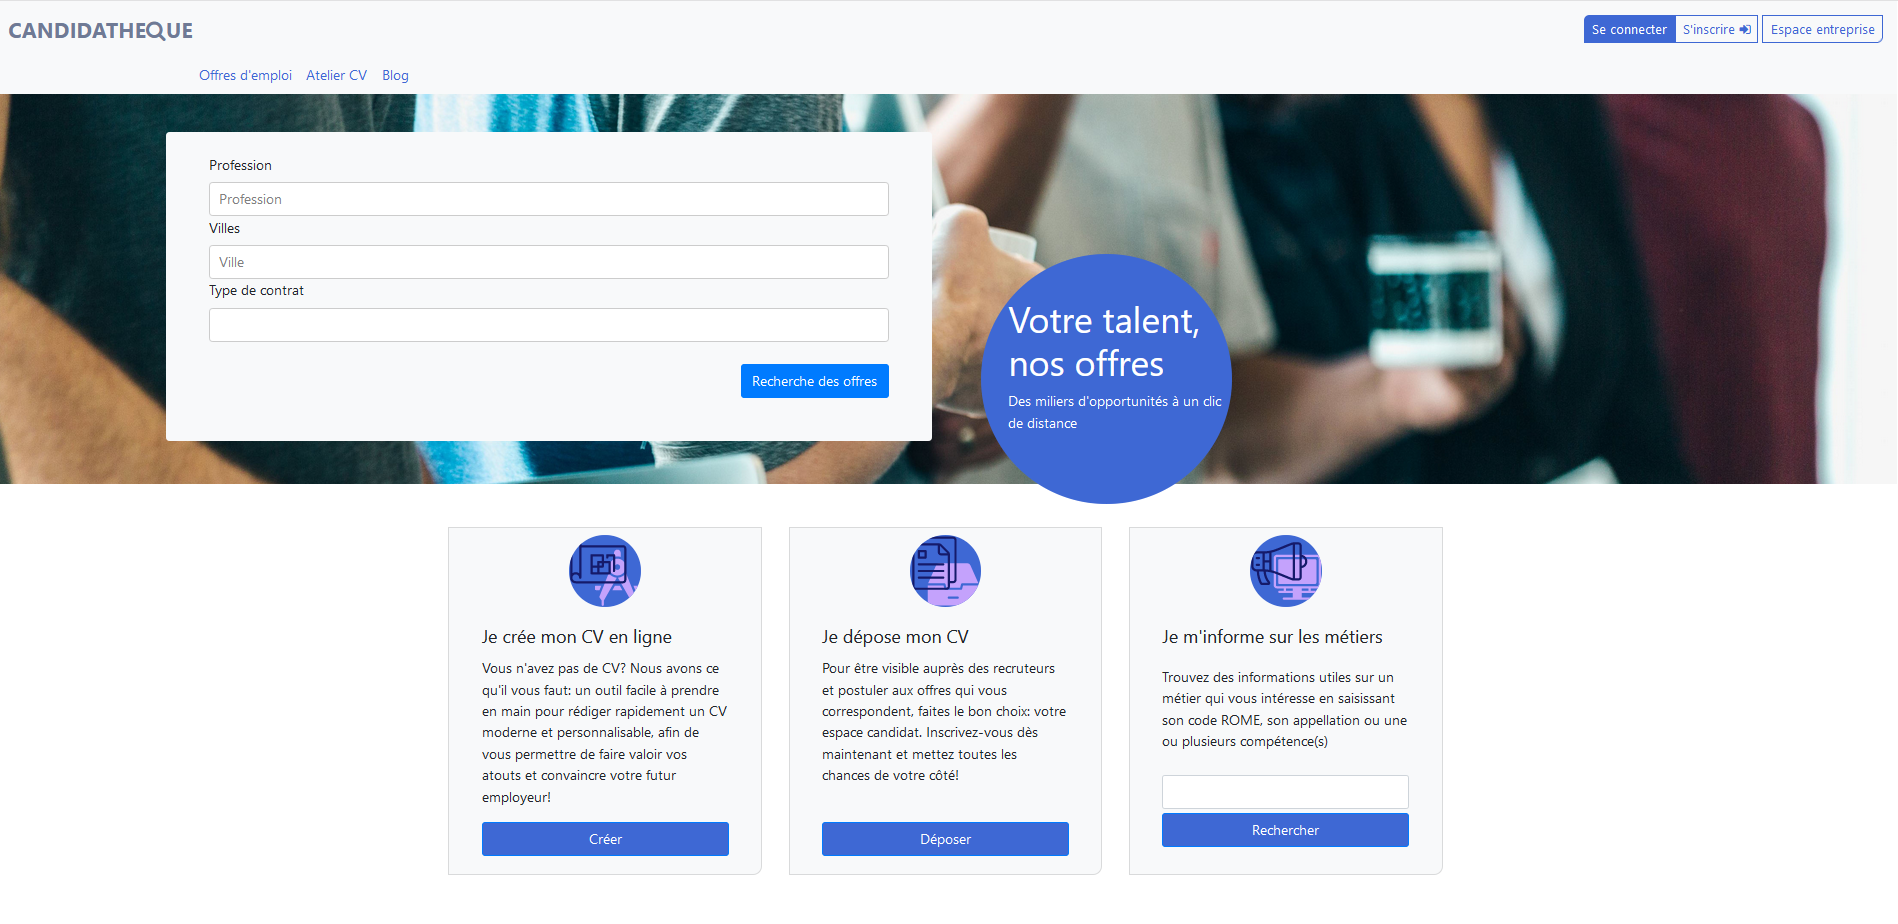 CANDIDATHEQUE
Se connecter
S'inscrire
Espace entreprise
Offres d'emploi
Atelier CV
Blog
Profession
Profession
Villes
Ville
Type de contrat
Recherche des offres
Votre talent,
nos offres
Des miliers d'opportunités à un clic
de distance
Je crée mon CV en ligne
Vous n'avez pas de CV? Nous avons ce
qu'il vous faut: un outil facile à prendre
en main pour rédiger rapidement un CV
moderne et personnalisable, afin de
vous permettre de faire valoir vos
atouts et convaincre votre futur
employeur!
Créer
Je dépose mon CV
Pour être visible auprès des recruteurs
et postuler aux offres qui vous
correspondent, faites le bon choix: votre
espace candidat. Inscrivez-vous dès
maintenant et mettez toutes les
chances de votre côté!
Déposer
Je m'informe sur les métiers
Trouvez des informations utiles sur un
métier qui vous intéresse en saisissant
son code ROME, son appellation ou une
ou plusieurs compétence(s)
Rechercher